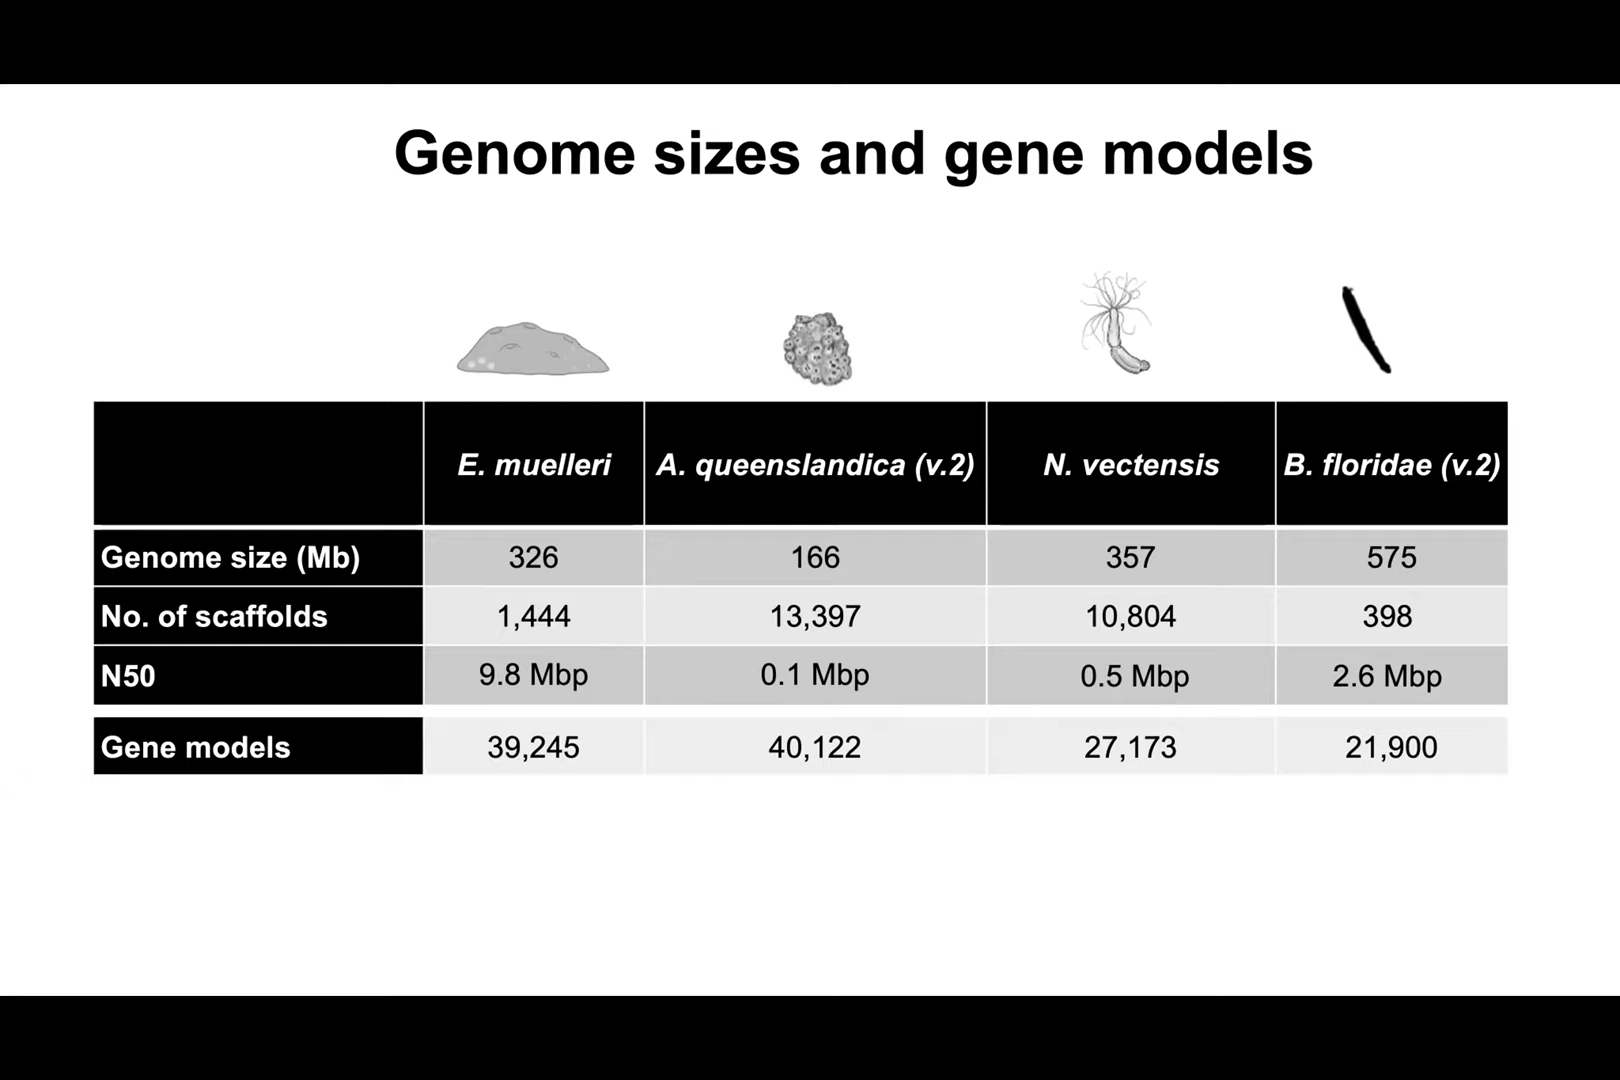 Genome sizes and gene models
E. muelleri A. queenslandica (v.2) N. vectensis B. floridae (v.2)
Genome size (Mb) 326 166 357 575
No. of scaffolds 1,444 13,397 10,804 398
N50 9.8 Mbp 0.1 Mbp 0.5 Mbp 2.6 Mbp
Gene models 39,245 40,122 27,173 21,900